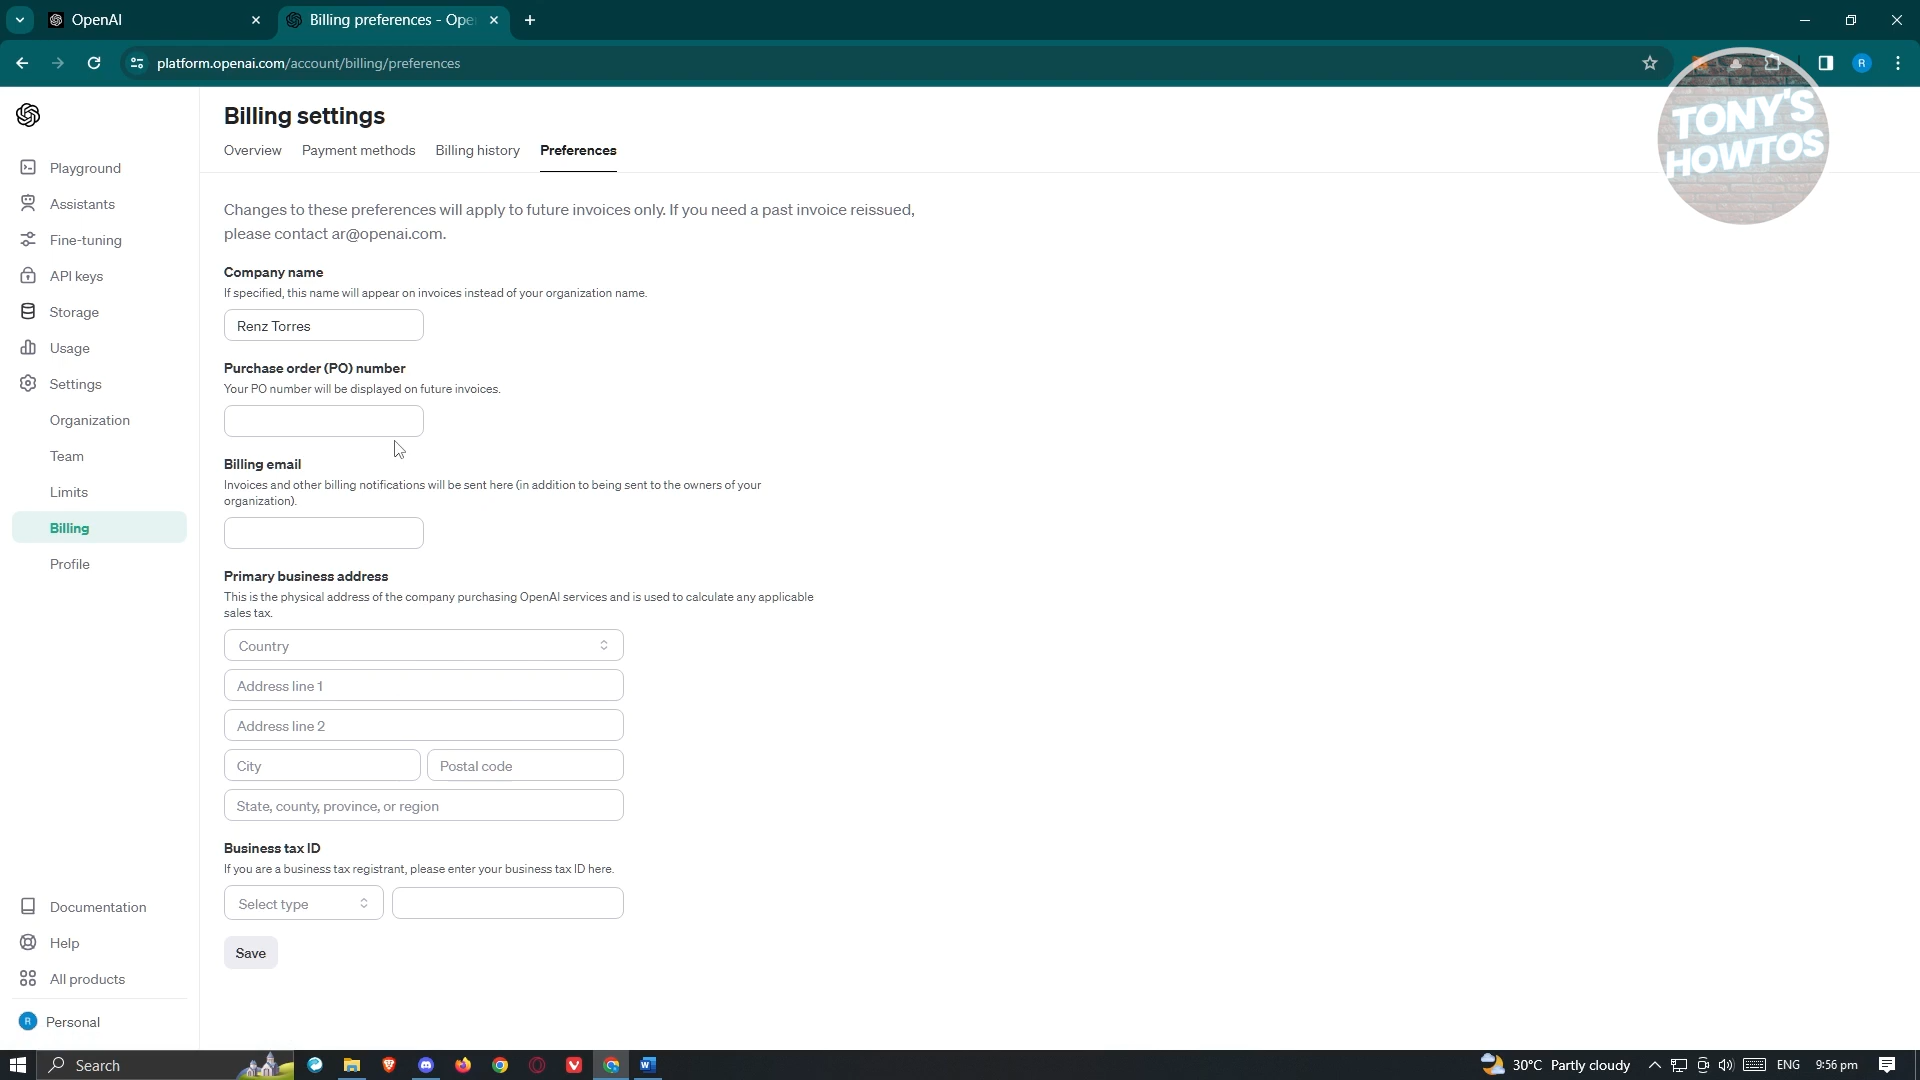 OpenAI
Billing preferences - Ope
platform.openai.com/account/billing/preferences
R
TONY'S
HOWTOS
Billing settings
Overview
Payment methods
Billing history
Preferences
Playground
Assistants
Fine-tuning
API keys
Storage
Usage
Settings
Organization
Team
Limits
Billing
Profile
Changes to these preferences will apply to future invoices only. If you need a past invoice reissued,
please contact ar@openai.com.
Company name
If specified, this name will appear on invoices instead of your organization name.
Renz Torres
Purchase order (PO) number
Your PO number will be displayed on future invoices.
Billing email
Invoices and other billing notifications will be sent here (in addition to being sent to the owners of your
organization).
Primary business address
This is the physical address of the company purchasing OpenAI services and is used to calculate any applicable
sales tax.
Country
Address line 1
Address line 2
City
Postal code
State, county, province, or region
Business tax ID
If you are a business tax registrant, please enter your business tax ID here.
Select type
Save
Documentation
Help
All products
R
Personal
Search
30°C Partly cloudy
ENG
9:56 pm